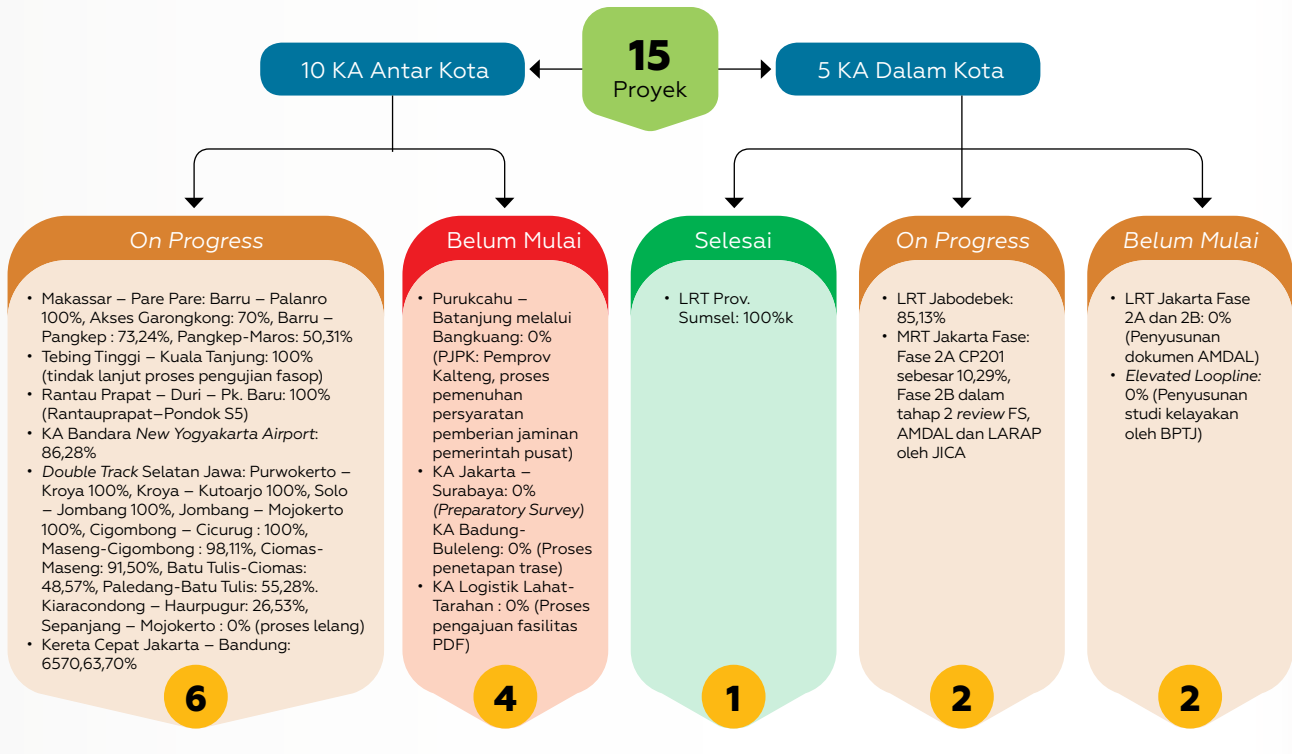 15
Proyek
10 KA Antar Kota
5 KA Dalam Kota
On Progress
• Makassar – Pare Pare: Barru – Palanro
100%, Akses Garongkong: 70%, Barru –
Pangkep : 73,24%, Pangkep-Maros: 50,31%
• Tebing Tinggi – Kuala Tanjung: 100%
(tindak lanjut proses pengujian fasop)
• Rantau Prapat – Duri – Pk. Baru: 100%
(Rantauprapat–Pondok S5)
• KA Bandara New Yogyakarta Airport:
86,28%
• Double Track Selatan Jawa: Purwokerto –
Kroya 100%, Kroya – Kutoarjo 100%, Solo
– Jombang 100%, Jombang – Mojokerto
100%, Cigombong – Cicurug : 100%,
Maseng-Cigombong : 98,11%, Ciomas-
Maseng: 91,50%, Batu Tulis-Ciomas:
48,57%, Paledang-Batu Tulis: 55,28%.
Kiaracondong – Haurpugur: 26,53%,
Sepanjang – Mojokerto : 0% (proses lelang)
• Kereta Cepat Jakarta – Bandung:
6570,63,70%
6
Belum Mulai
• Purukcahu –
Batanjung melalui
Bangkuang: 0%
(PJPK: Pemprov
Kalteng, proses
pemenuhan
persyaratan
pemberian jaminan
pemerintah pusat)
• KA Jakarta –
Surabaya: 0%
(Preparatory Survey)
KA Badung-
Buleleng: 0% (Proses
penetapan trase)
• KA Logistik Lahat-
Tarahan : 0% (Proses
pengajuan fasilitas
PDF)
4
Selesai
• LRT Prov.
Sumsel: 100%k
1
On Progress
• LRT Jabodebek:
85,13%
• MRT Jakarta Fase:
Fase 2A CP201
sebesar 10,29%,
Fase 2B dalam
tahap 2 review FS,
AMDAL dan LARAP
oleh JICA
2
Belum Mulai
• LRT Jakarta Fase
2A dan 2B: 0%
(Penyusunan
dokumen AMDAL)
• Elevated Loopline:
0% (Penyusunan
studi kelayakan
oleh BPTJ)
2